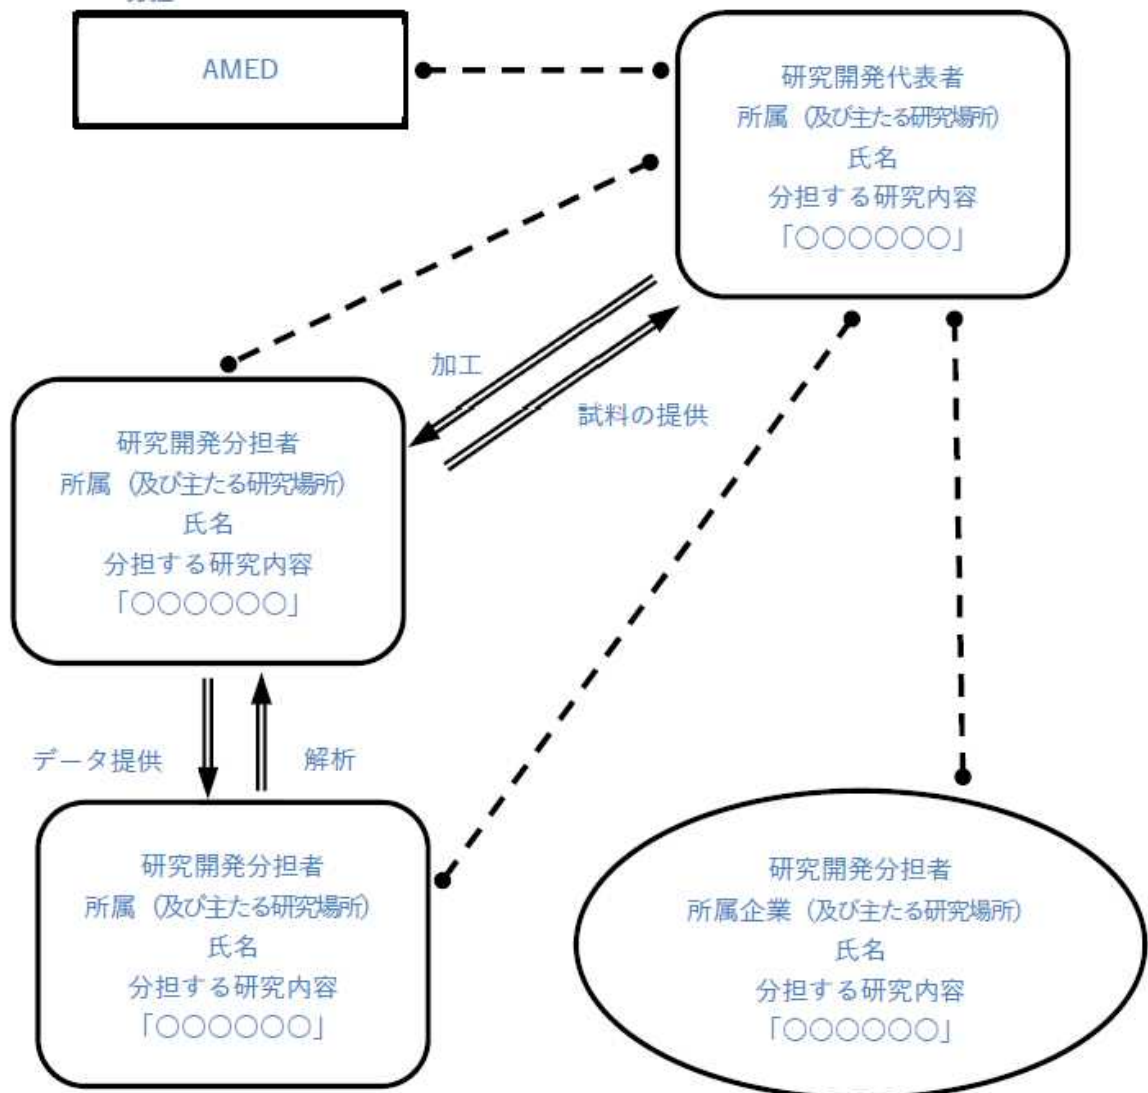 AMED
研究開発代表者
所属（及び主たる研究場所）
氏名
分担する研究内容
「○○○○○○」
加工
試料の提供
研究開発分担者
所属（及び主たる研究場所）
氏名
分担する研究内容
「○○○○○○」
データ提供
解析
研究開発分担者
所属（及び主たる研究場所）
氏名
分担する研究内容
「○○○○○○」
研究開発分担者
所属企業（及び主たる研究場所）
氏名
分担する研究内容
「○○○○○○」